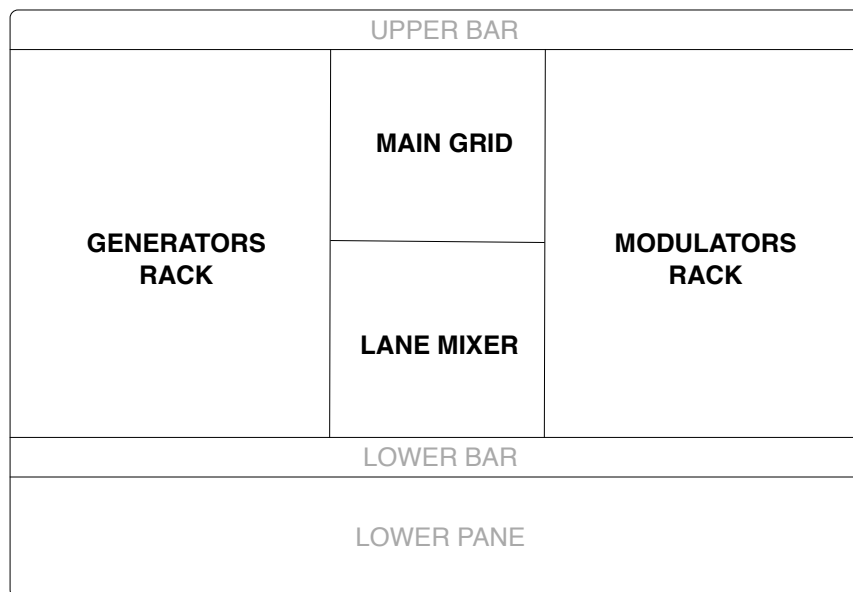 UPPER BAR
MAIN GRID
GENERATORS
RACK
MODULATORS
RACK
LANE MIXER
LOWER BAR
LOWER PANE